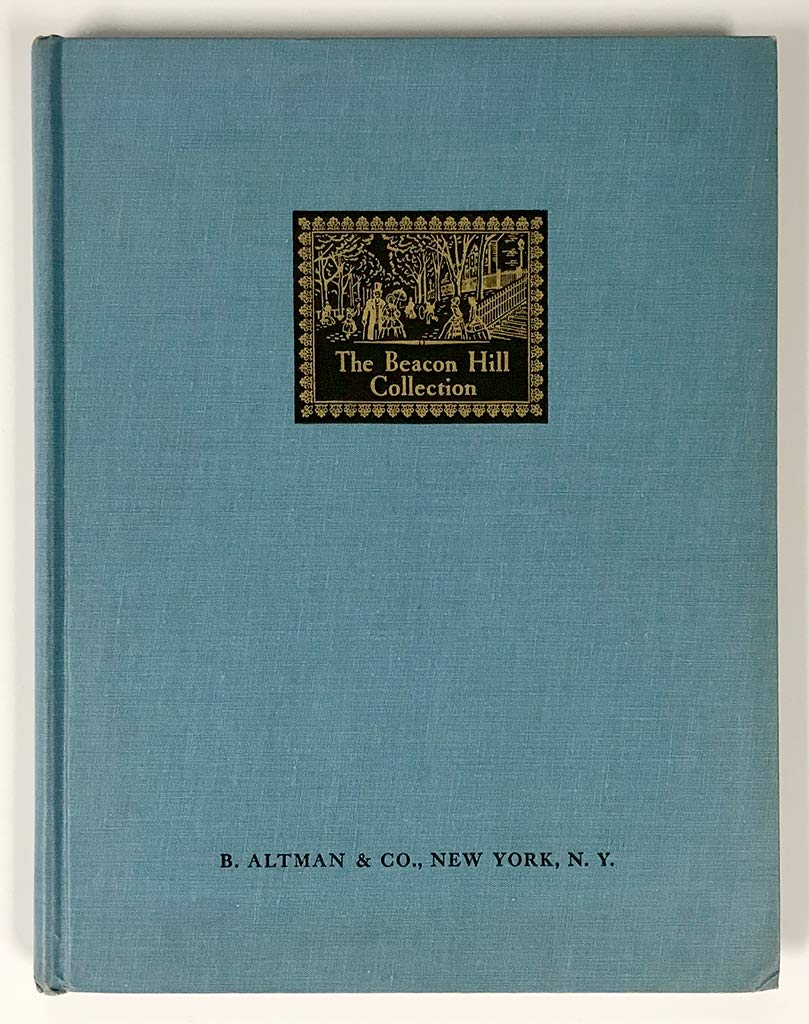 The Beacon Hill
Collection
B. ALTMAN & CO., NEW YORK, N. Y.